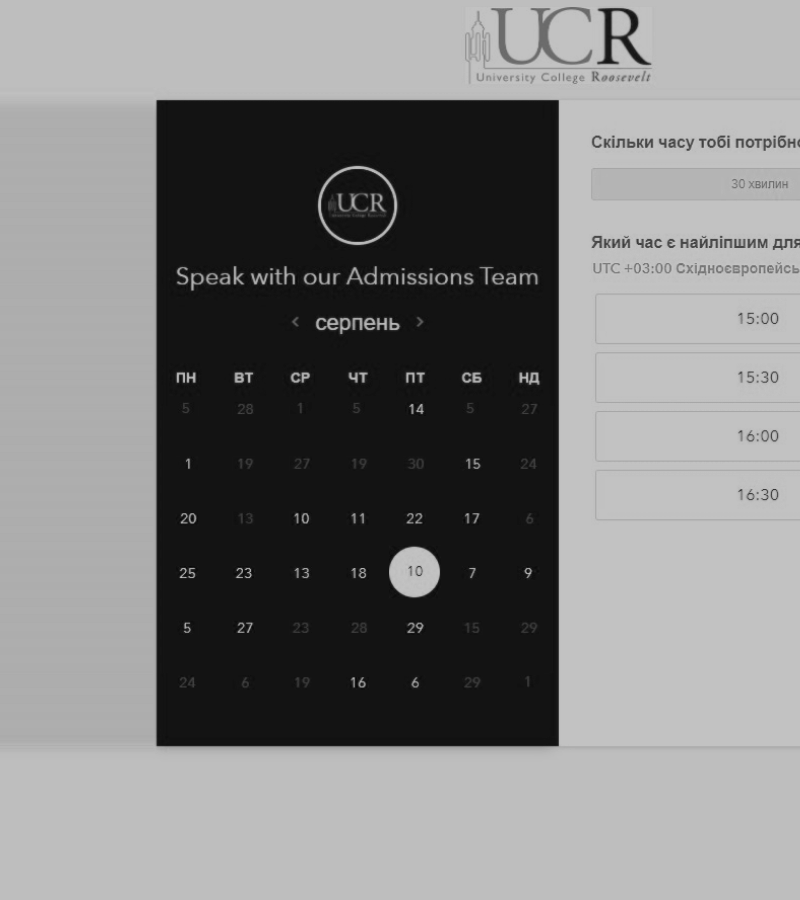 UCR
University College Roosevelt
UCR
Speak with our Admissions Team
< серпень >
ПН ВТ СР ЧТ ПТ СБ НД
5 28 1 5 14 5 27
1 19 27 19 30 15 24
20 13 10 11 22 17 6
25 23 13 18 10 7 9
5 27 23 28 29 15 29
24 6 19 16 6 29 1
Скільки часу тобі потрібно
30 хвилин
Який час є найліпшим для
UTC +03:00 Східноєвропейсь
15:00
15:30
16:00
16:30